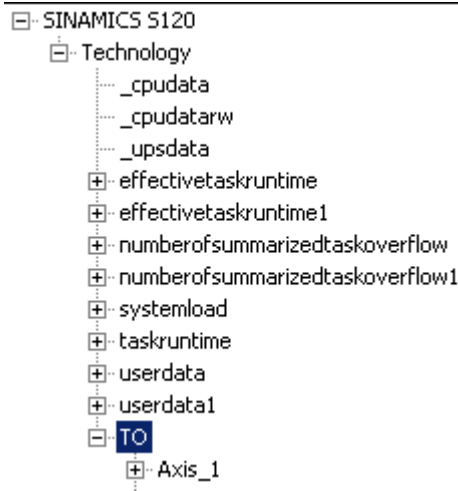 SINAMICS S120
Technology
_cpudata
_cpudatarw
_upsdata
effectivetaskruntime
effectivetaskruntime1
numberofsummarizedtaskoverflow
numberofsummarizedtaskoverflow1
systemload
taskruntime
userdata
userdata1
TO
Axis_1